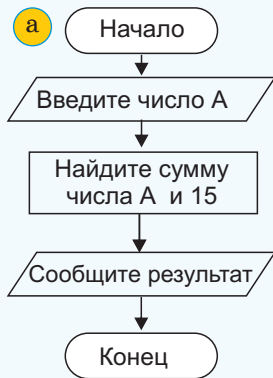 а
Начало
Введите число А
Найдите сумму
числа А и 15
Сообщите результат
Конец